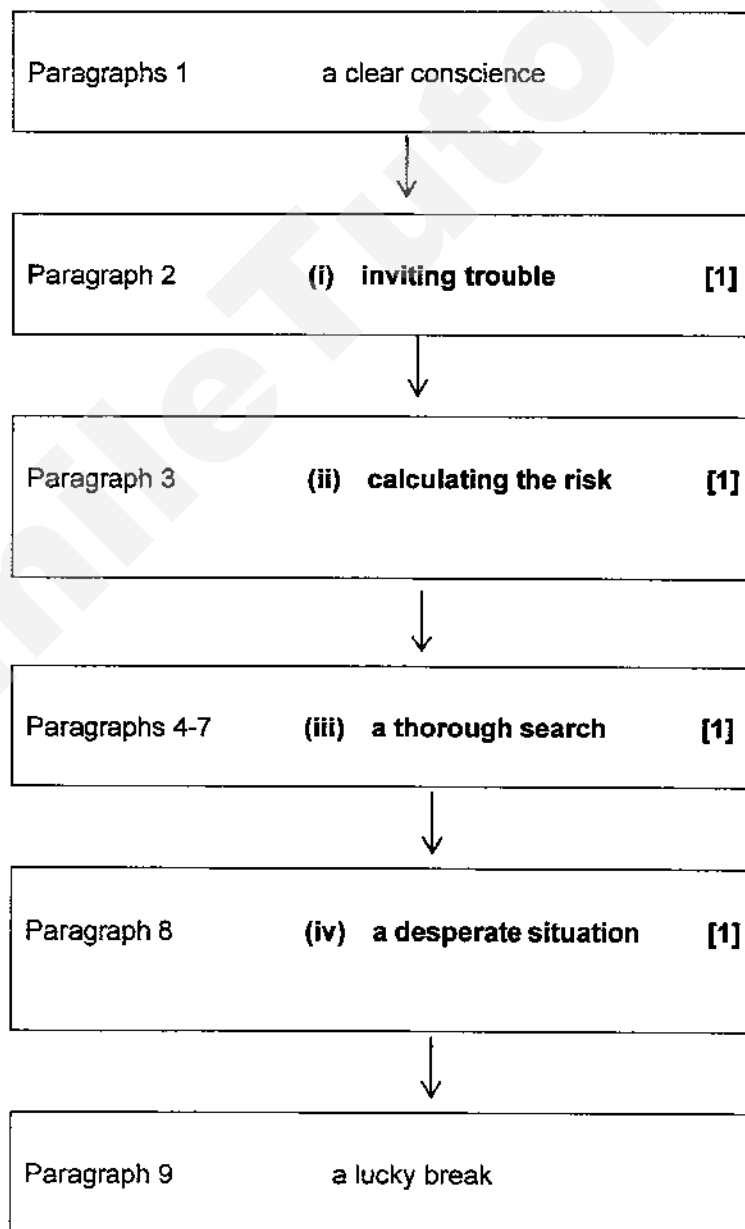 Paragraphs 1 a clear conscience
Paragraph 2 (i) inviting trouble [1]
Paragraph 3 (ii) calculating the risk [1]
Paragraphs 4-7 (iii) a thorough search [1]
Paragraph 8 (iv) a desperate situation [1]
Paragraph 9 a lucky break
mileTutor